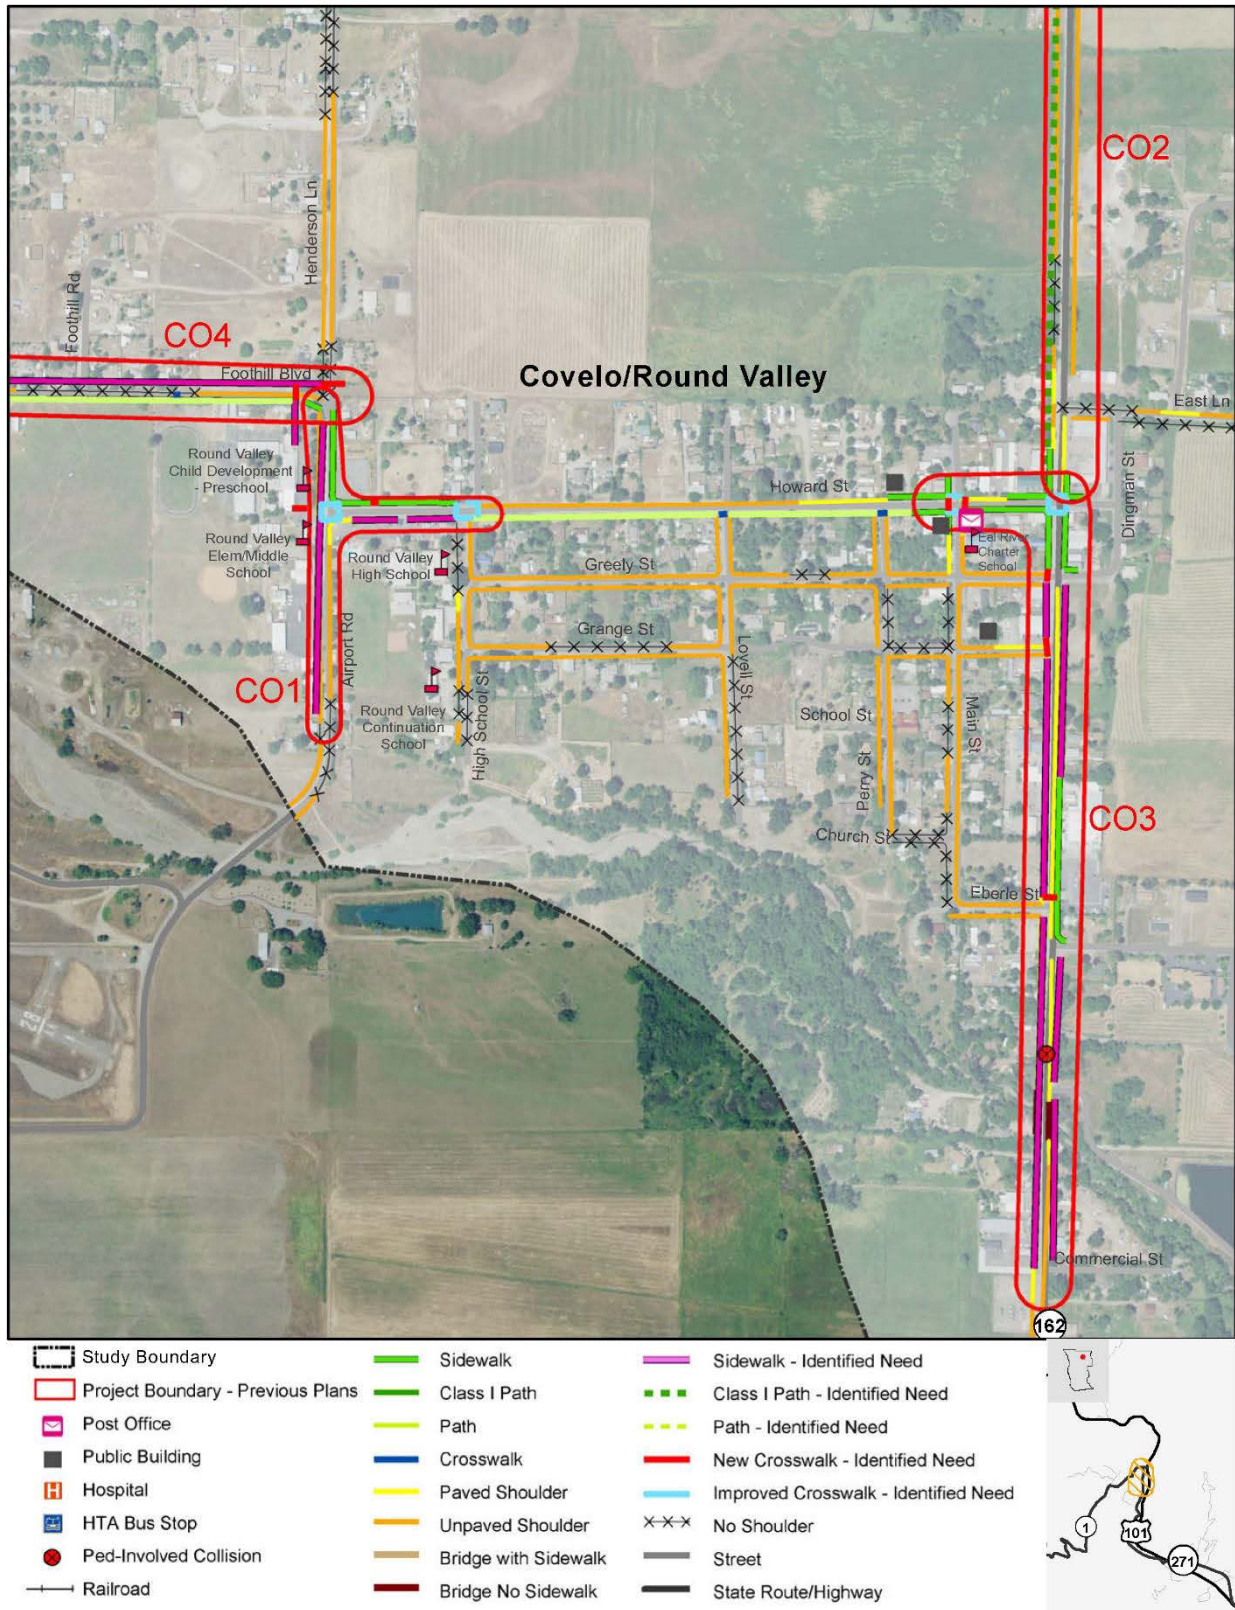 CO2
Henderson Ln
Foothill Rd
CO4
Foothill Blvd
Covelo/Round Valley
East Ln
Round Valley
Child Development
- Preschool
Howard St
Dingman St
Round Valley
Elem/Middle
School
Round Valley
High School
Greely St
Eel River
Charter
School
Grange St
Airport Rd
CO1
Lovell St
Round Valley
Continuation
School
High School St
School St
Main St
Perry St
Church St
CO3
Eberle St
Commercial St
162
Study Boundary
Project Boundary - Previous Plans
Post Office
Public Building
H Hospital
HTA Bus Stop
Ped-Involved Collision
Railroad
Sidewalk
Class I Path
Path
Crosswalk
Paved Shoulder
Unpaved Shoulder
Bridge with Sidewalk
Bridge No Sidewalk
Sidewalk - Identified Need
Class I Path - Identified Need
Path - Identified Need
New Crosswalk - Identified Need
Improved Crosswalk - Identified Need
No Shoulder
Street
State Route/Highway
1
101
271